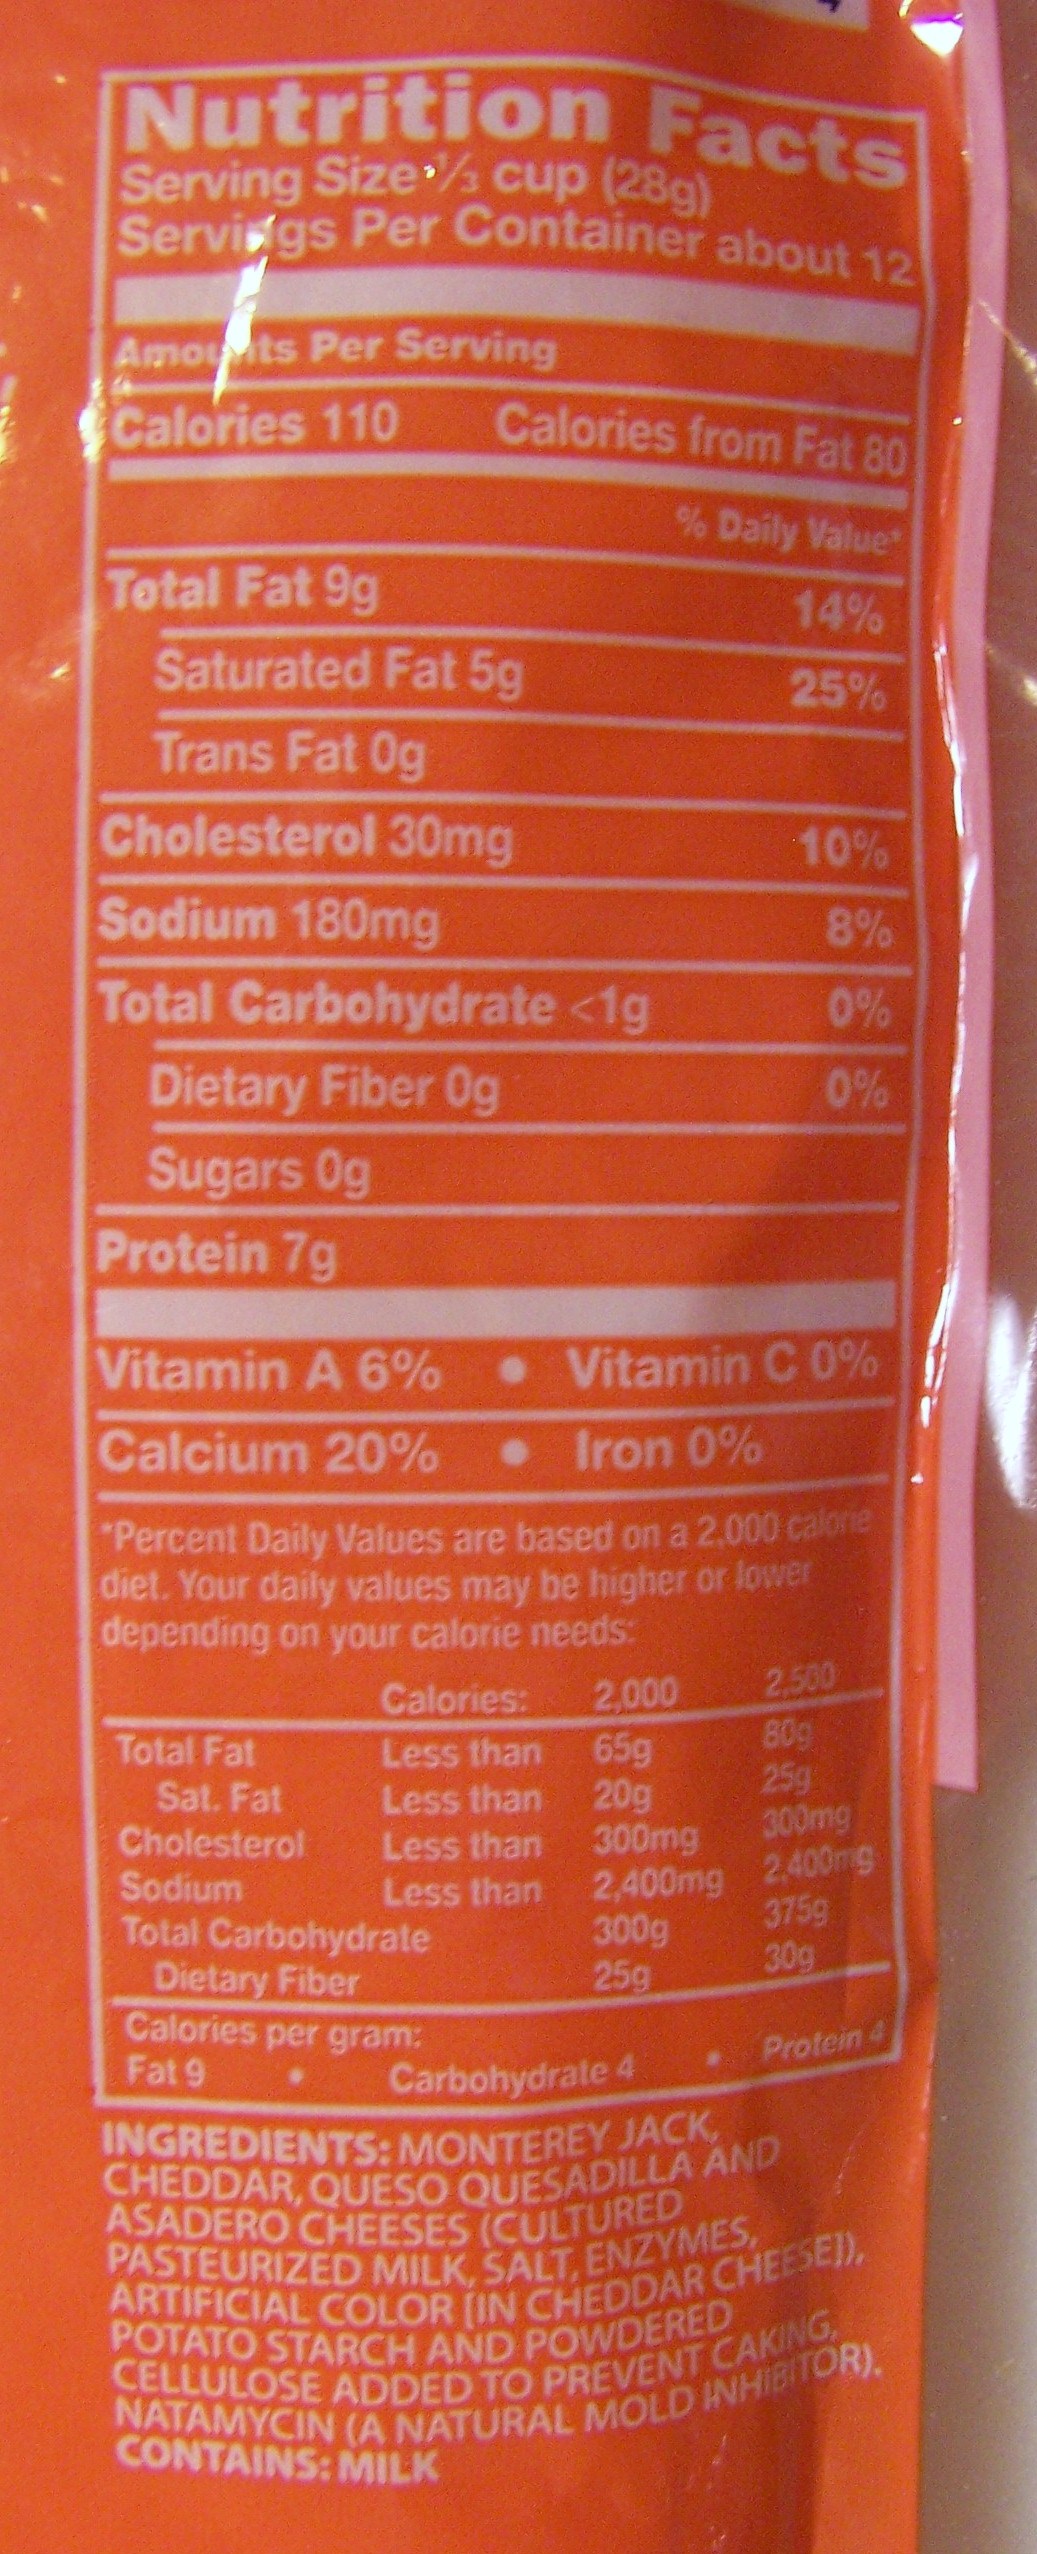 Nutrition Facts
Serving Size 1/3 cup (28g)
Servings Per Container about 12
Amounts Per Serving
Calories 110 Calories from Fat 80
% Daily Value*
Total Fat 9g 14%
Saturated Fat 5g 25%
Trans Fat 0g
Cholesterol 30mg 10%
Sodium 180mg 8%
Total Carbohydrate <1g 0%
Dietary Fiber 0g 0%
Sugars 0g
Protein 7g
Vitamin A 6% • Vitamin C 0%
Calcium 20% • Iron 0%
*Percent Daily Values are based on a 2,000 calorie
diet. Your daily values may be higher or lower
depending on your calorie needs:
Calories: 2,000 2,500
Total Fat Less than 65g 80g
Sat. Fat Less than 20g 25g
Cholesterol Less than 300mg 300mg
Sodium Less than 2,400mg 2,400mg
Total Carbohydrate 300g 375g
Dietary Fiber 25g 30g
Calories per gram:
Fat 9 • Carbohydrate 4 • Protein 4
INGREDIENTS: MONTEREY JACK,
CHEDDAR, QUESO QUESADILLA AND
ASADERO CHEESES (CULTURED
PASTEURIZED MILK, SALT, ENZYMES,
ARTIFICIAL COLOR [IN CHEDDAR CHEESE]),
POTATO STARCH AND POWDERED
CELLULOSE ADDED TO PREVENT CAKING,
NATAMYCIN (A NATURAL MOLD INHIBITOR).
CONTAINS: MILK